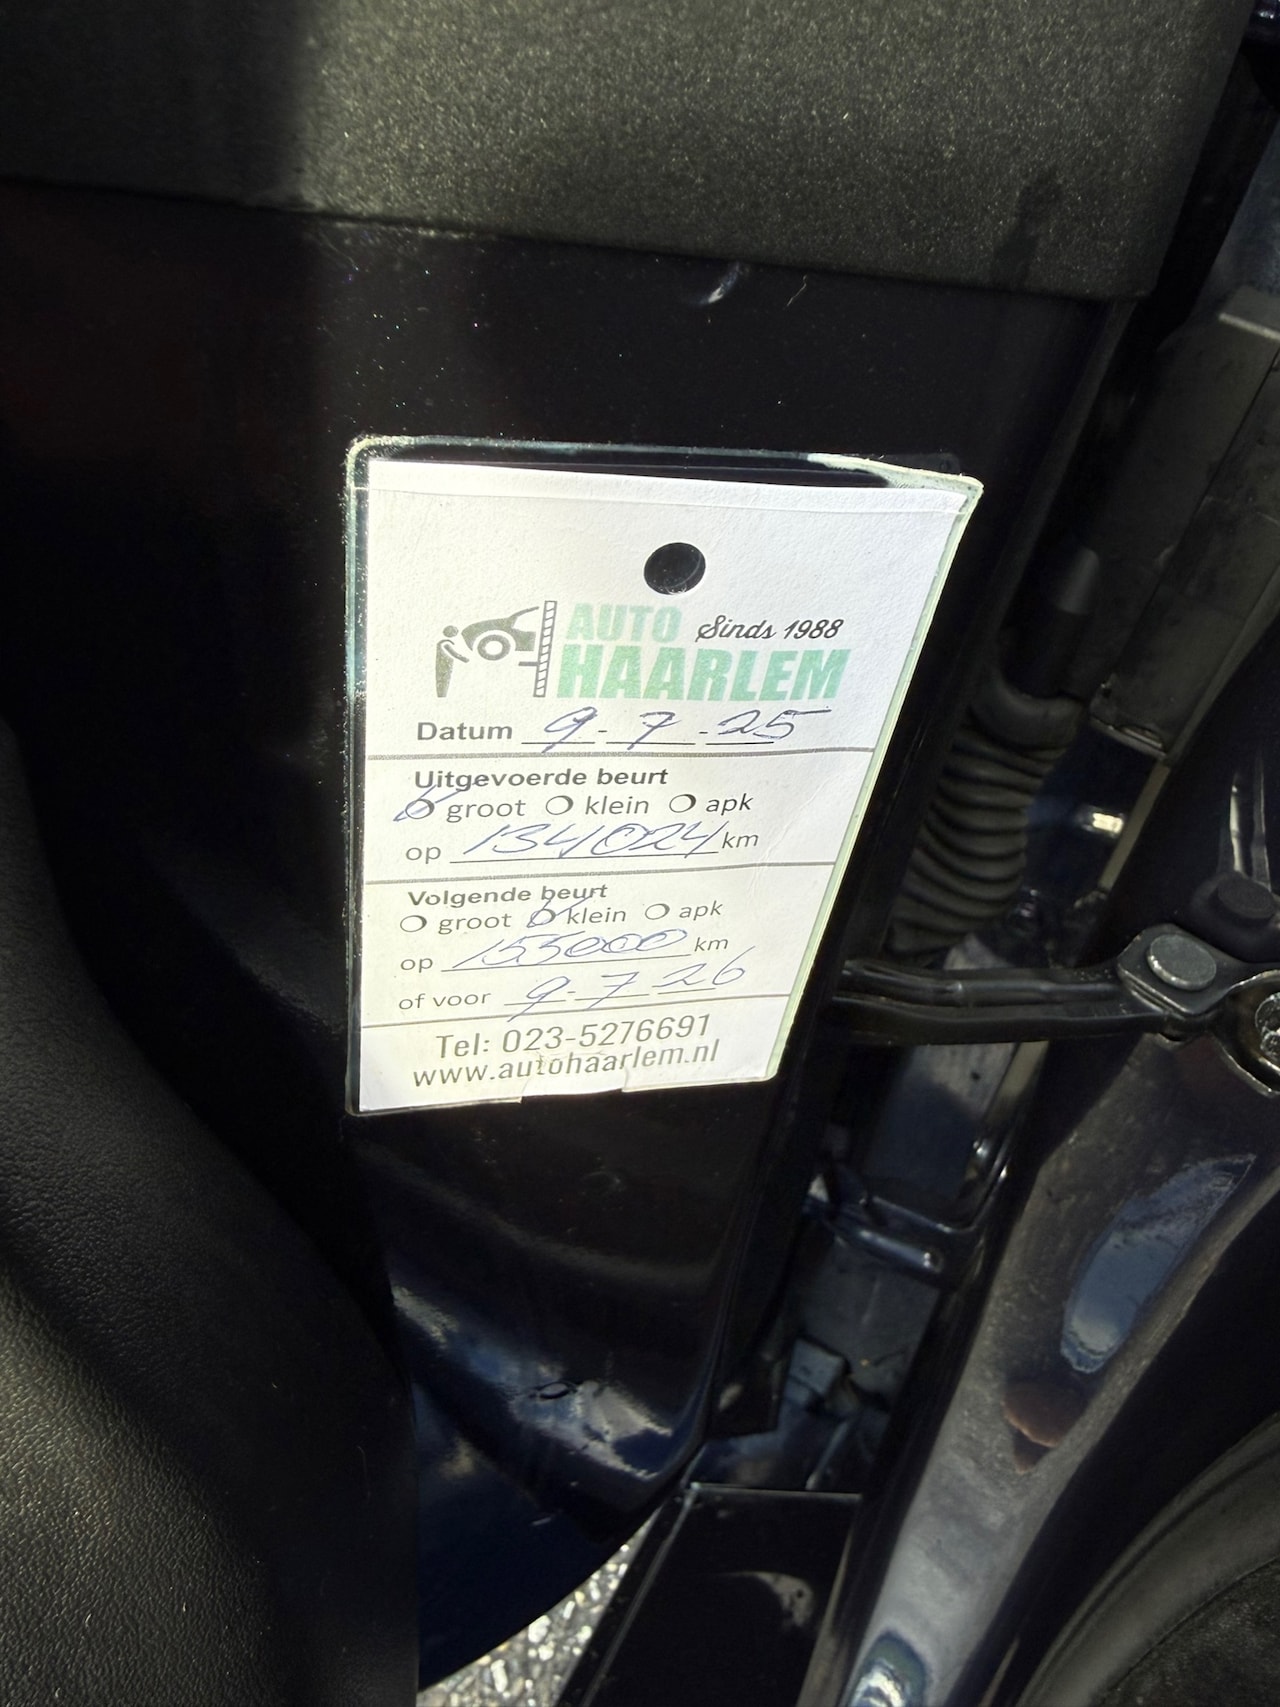 AUTO Sinds 1988
HAARLEM
Datum 9-7-25
Uitgevoerde beurt
groot klein apk
op 134024 km
Volgende beurt
groot klein apk
op 155000 km
of voor 9-7-26
Tel: 023-5276691
www.autohaarlem.nl